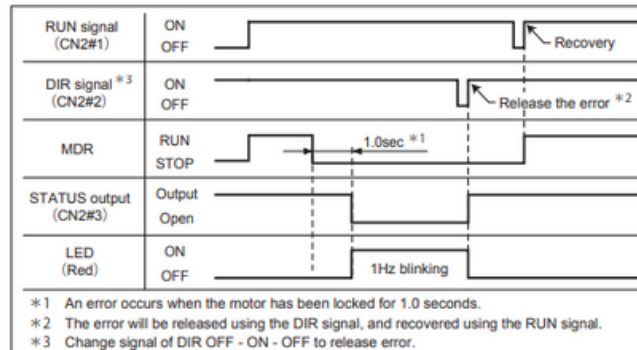 RUN signal ON
(CN2#1) OFF Recovery
DIR signal *3 ON
(CN2#2) OFF Release the error *2
MDR RUN 1.0sec *1
STOP
STATUS output Output
(CN2#3) Open
LED ON 1Hz blinking
(Red) OFF
*1 An error occurs when the motor has been locked for 1.0 seconds.
*2 The error will be released using the DIR signal, and recovered using the RUN signal.
*3 Change signal of DIR OFF - ON - OFF to release error.